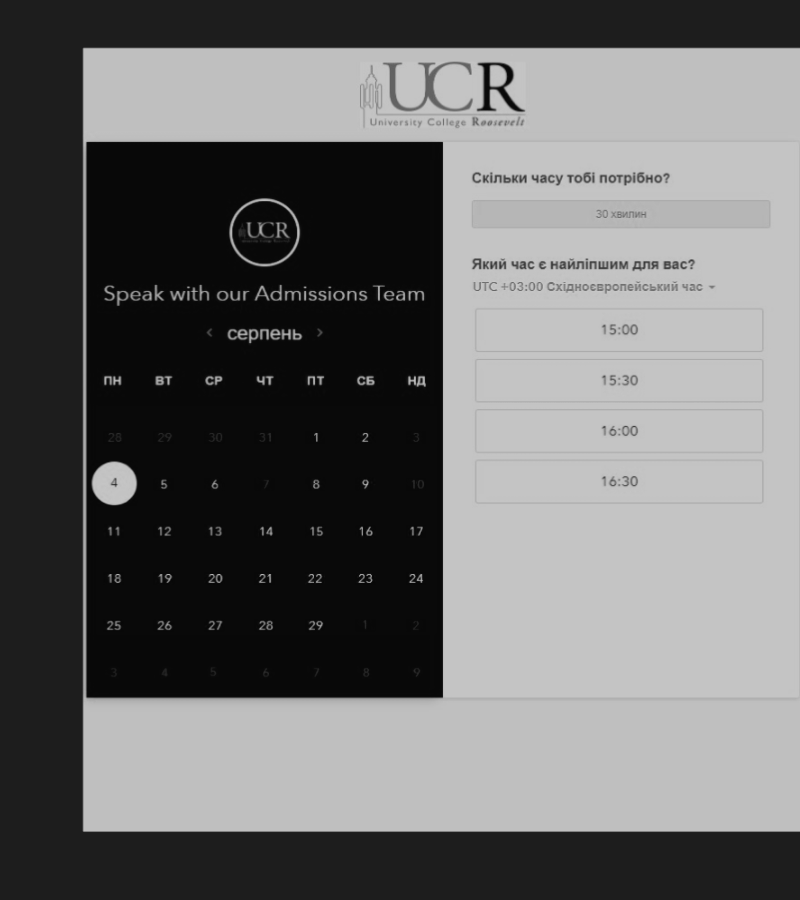 UCR
University College Roosevelt
UCR
Speak with our Admissions Team
серпень
ПН ВТ СР ЧТ ПТ СБ НД
28 29 30 31 1 2 3
4 5 6 7 8 9 10
11 12 13 14 15 16 17
18 19 20 21 22 23 24
25 26 27 28 29 1 2
3 4 5 6 7 8 9
Скільки часу тобі потрібно?
30 хвилин
Який час є найліпшим для вас?
UTC +03:00 Східноєвропейський час
15:00
15:30
16:00
16:30